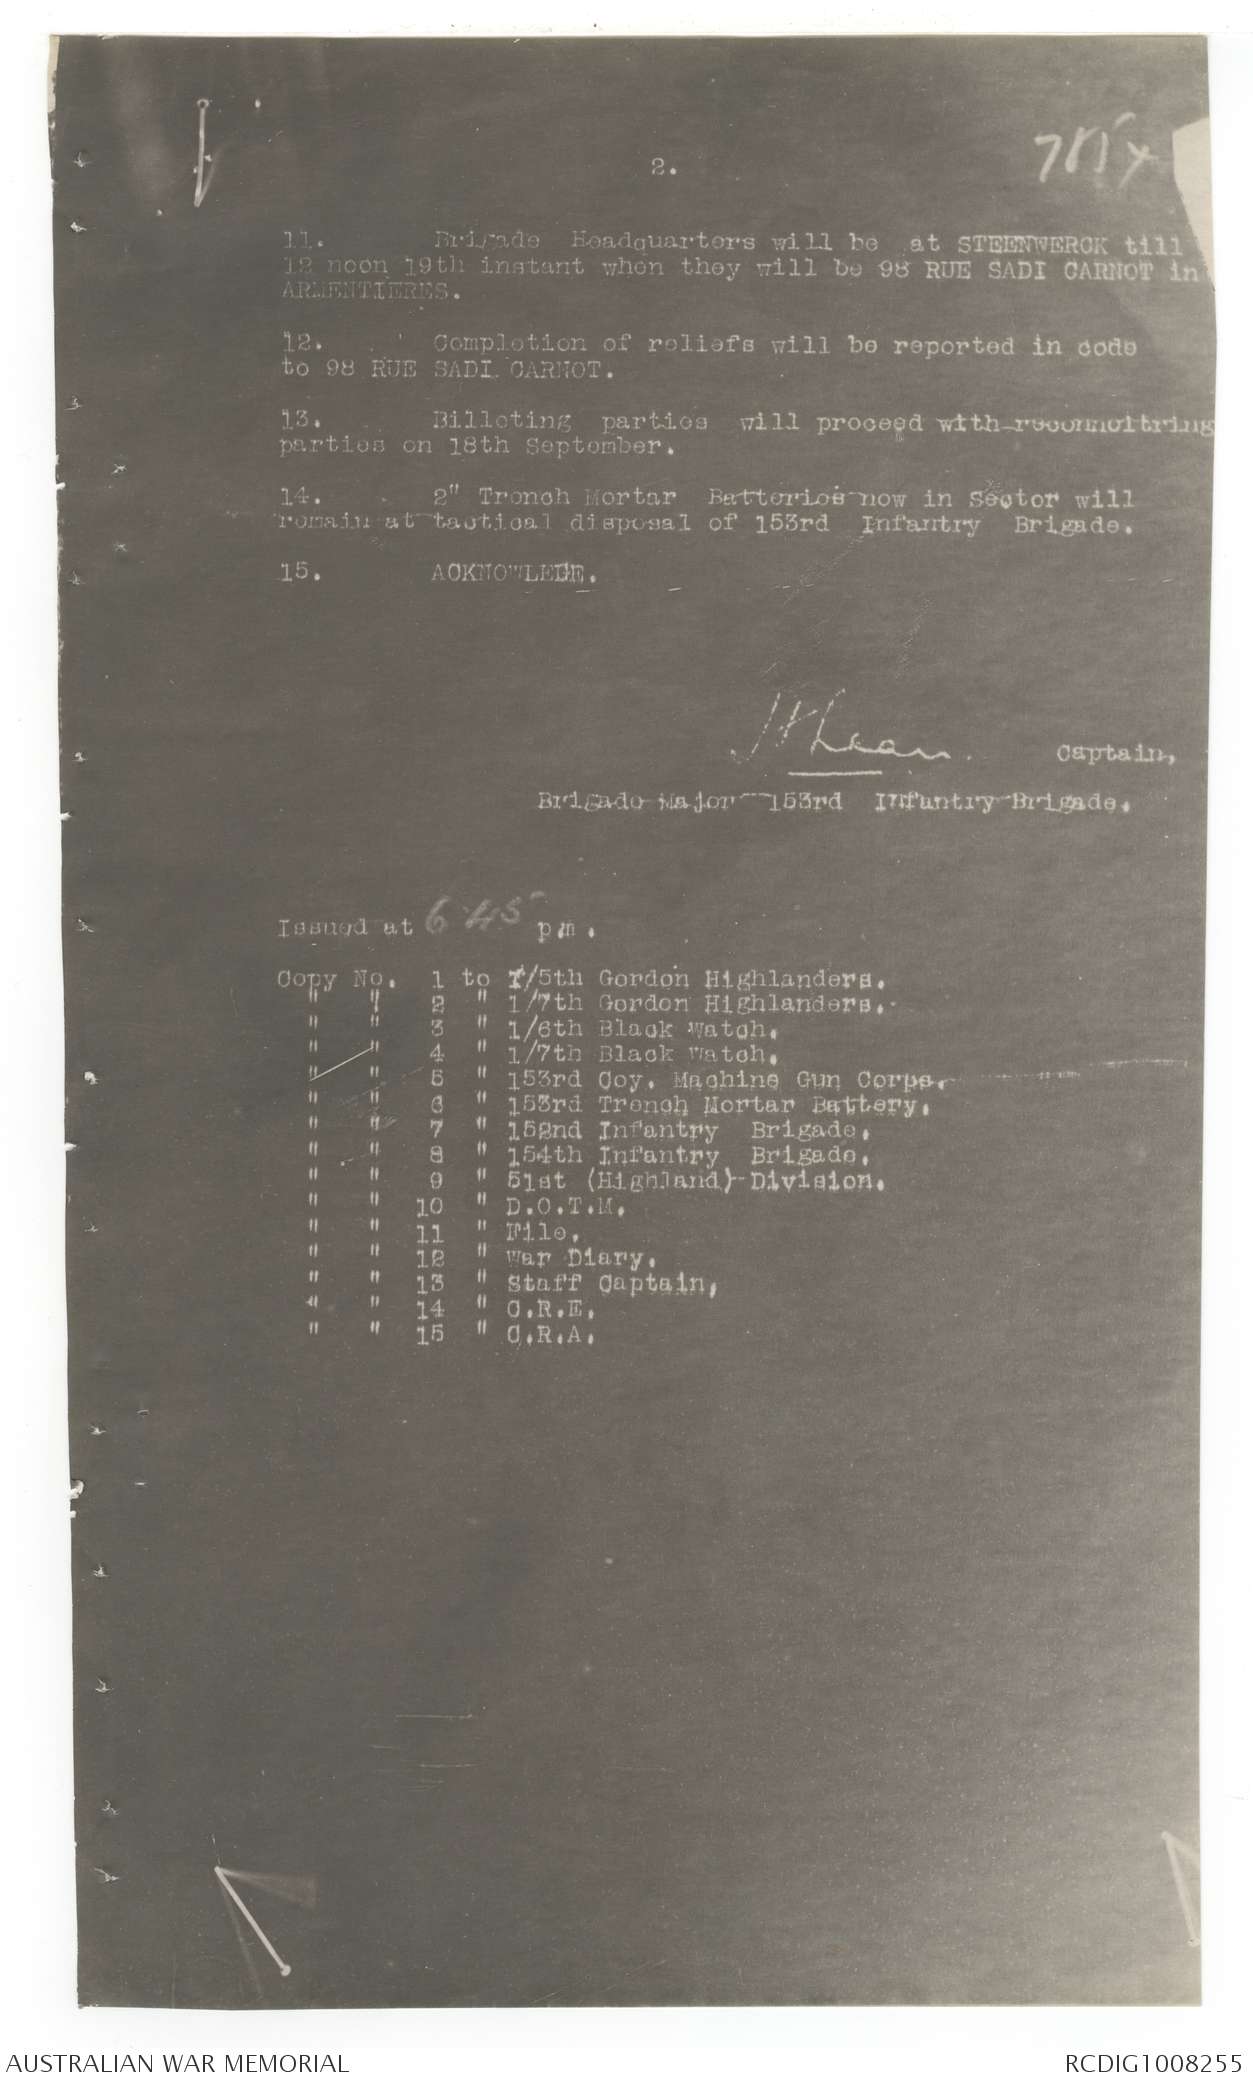 2.
11. Brigade Headquarters will be at STEENWERCK till
12 noon 19th instant when they will be 98 RUE SADI CARNOT in
ARMENTIERES.
12. Completion of reliefs will be reported in code
to 98 RUE SADI CARNOT.
13. Billeting parties will proceed with reconnoitring
parties on 18th September.
14. 2" Trench Mortar Batteries now in Sector will
remain at tactical disposal of 153rd Infantry Brigade.
15. ACKNOWLEDE.
Captain,
Brigade Major 153rd Infantry Brigade.
Issued at 6.45 p.m.
Copy No. 1 to 1/5th Gordon Highlanders.
" " 2 " 1/7th Gordon Highlanders.
" " 3 " 1/6th Black Watch.
" " 4 " 1/7th Black Watch.
" " 5 " 153rd Coy. Machine Gun Corps.
" " 6 " 153rd Trench Mortar Battery.
" " 7 " 152nd Infantry Brigade.
" " 8 " 154th Infantry Brigade.
" " 9 " 51st (Highland) Division.
" " 10 " D.O.T.M.
" " 11 " File.
" " 12 " War Diary.
" " 13 " Staff Captain,
" " 14 " C.R.E.
" " 15 " C.R.A.
AUSTRALIAN WAR MEMORIAL
RCDIG1008255